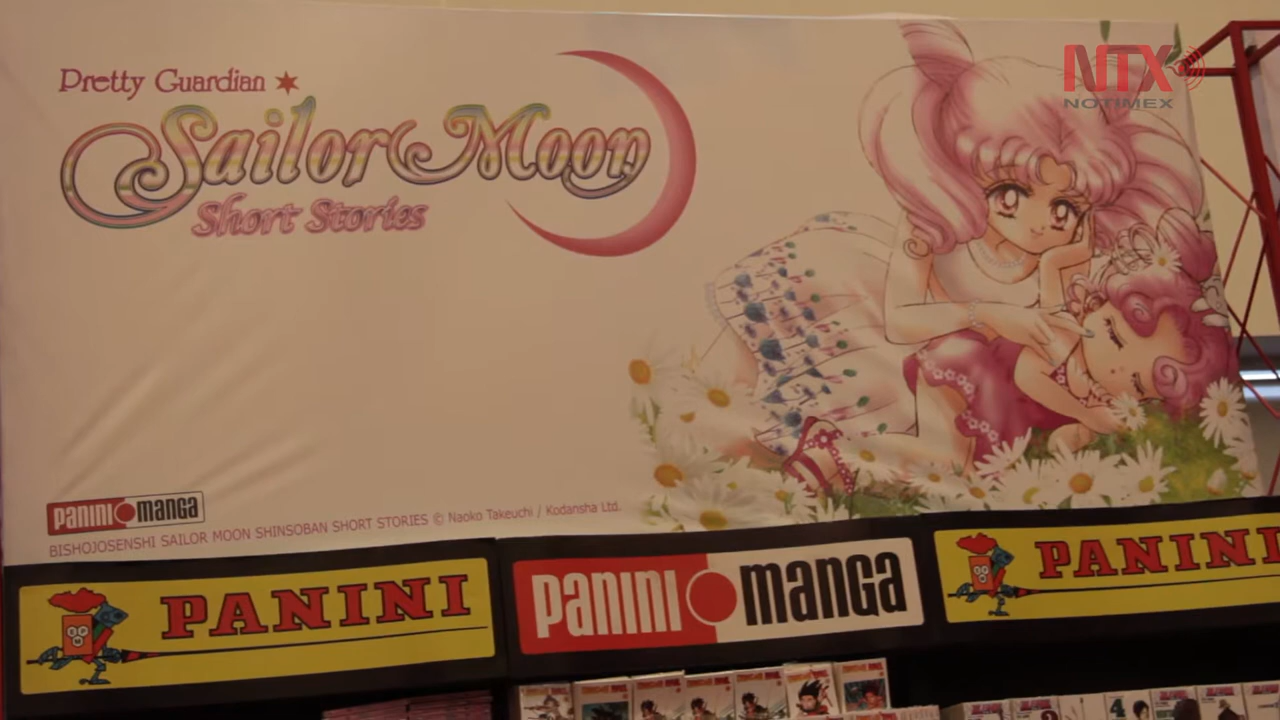 Pretty Guardian
Sailor Moon
Short Stories
NTX
NOTIMEX
PANINI MANGA
BISHOJOSENSHI SAILOR MOON SHINSOBAN SHORT STORIES © Naoko Takeuchi / Kodansha Ltd.
PANINI
PANINI MANGA
PANINI
4